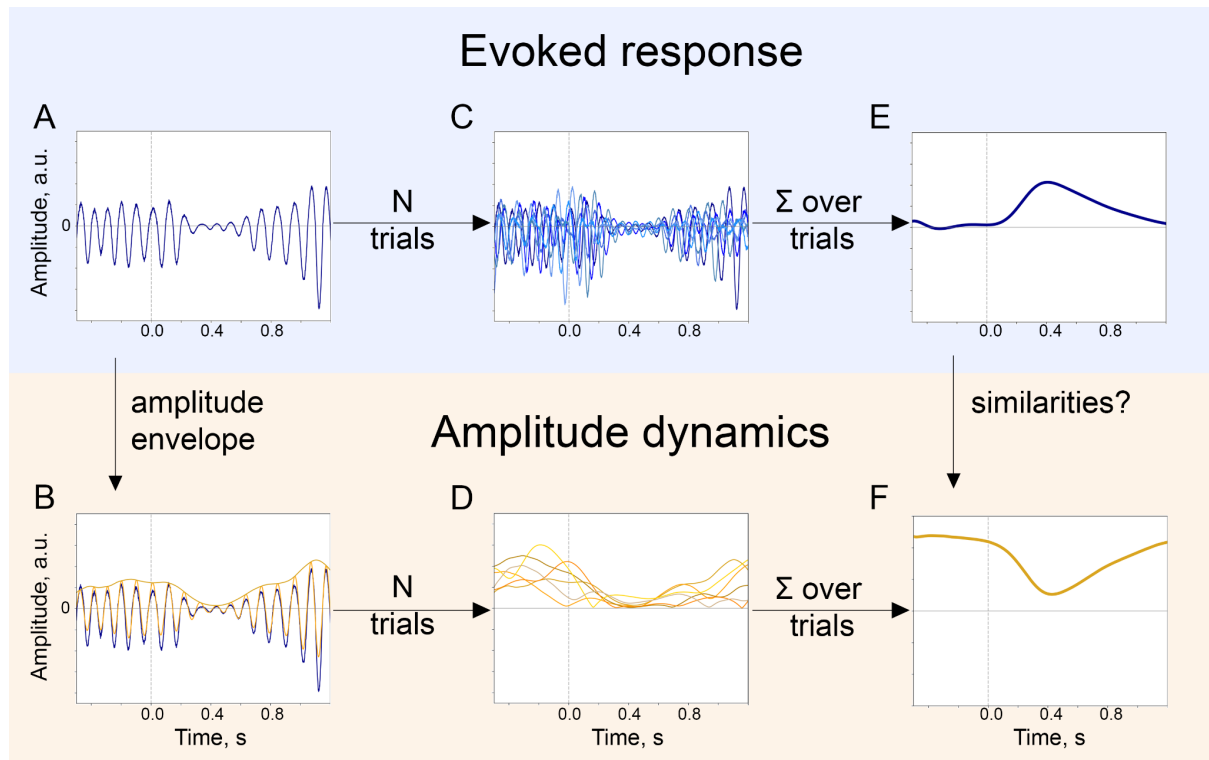 Evoked response
A
C
E
Amplitude, a.u.
0
0.0 0.4 0.8
N
trials
0.0 0.4 0.8
Σ over
trials
0.0 0.8
amplitude
envelope
similarities?
Amplitude dynamics
B
D
F
Amplitude, a.u.
0
0.0 0.4 0.8
Time, s
N
trials
0.0 0.4 0.8
Time, s
Σ over
trials
0.0 0.4 0.8
Time, s